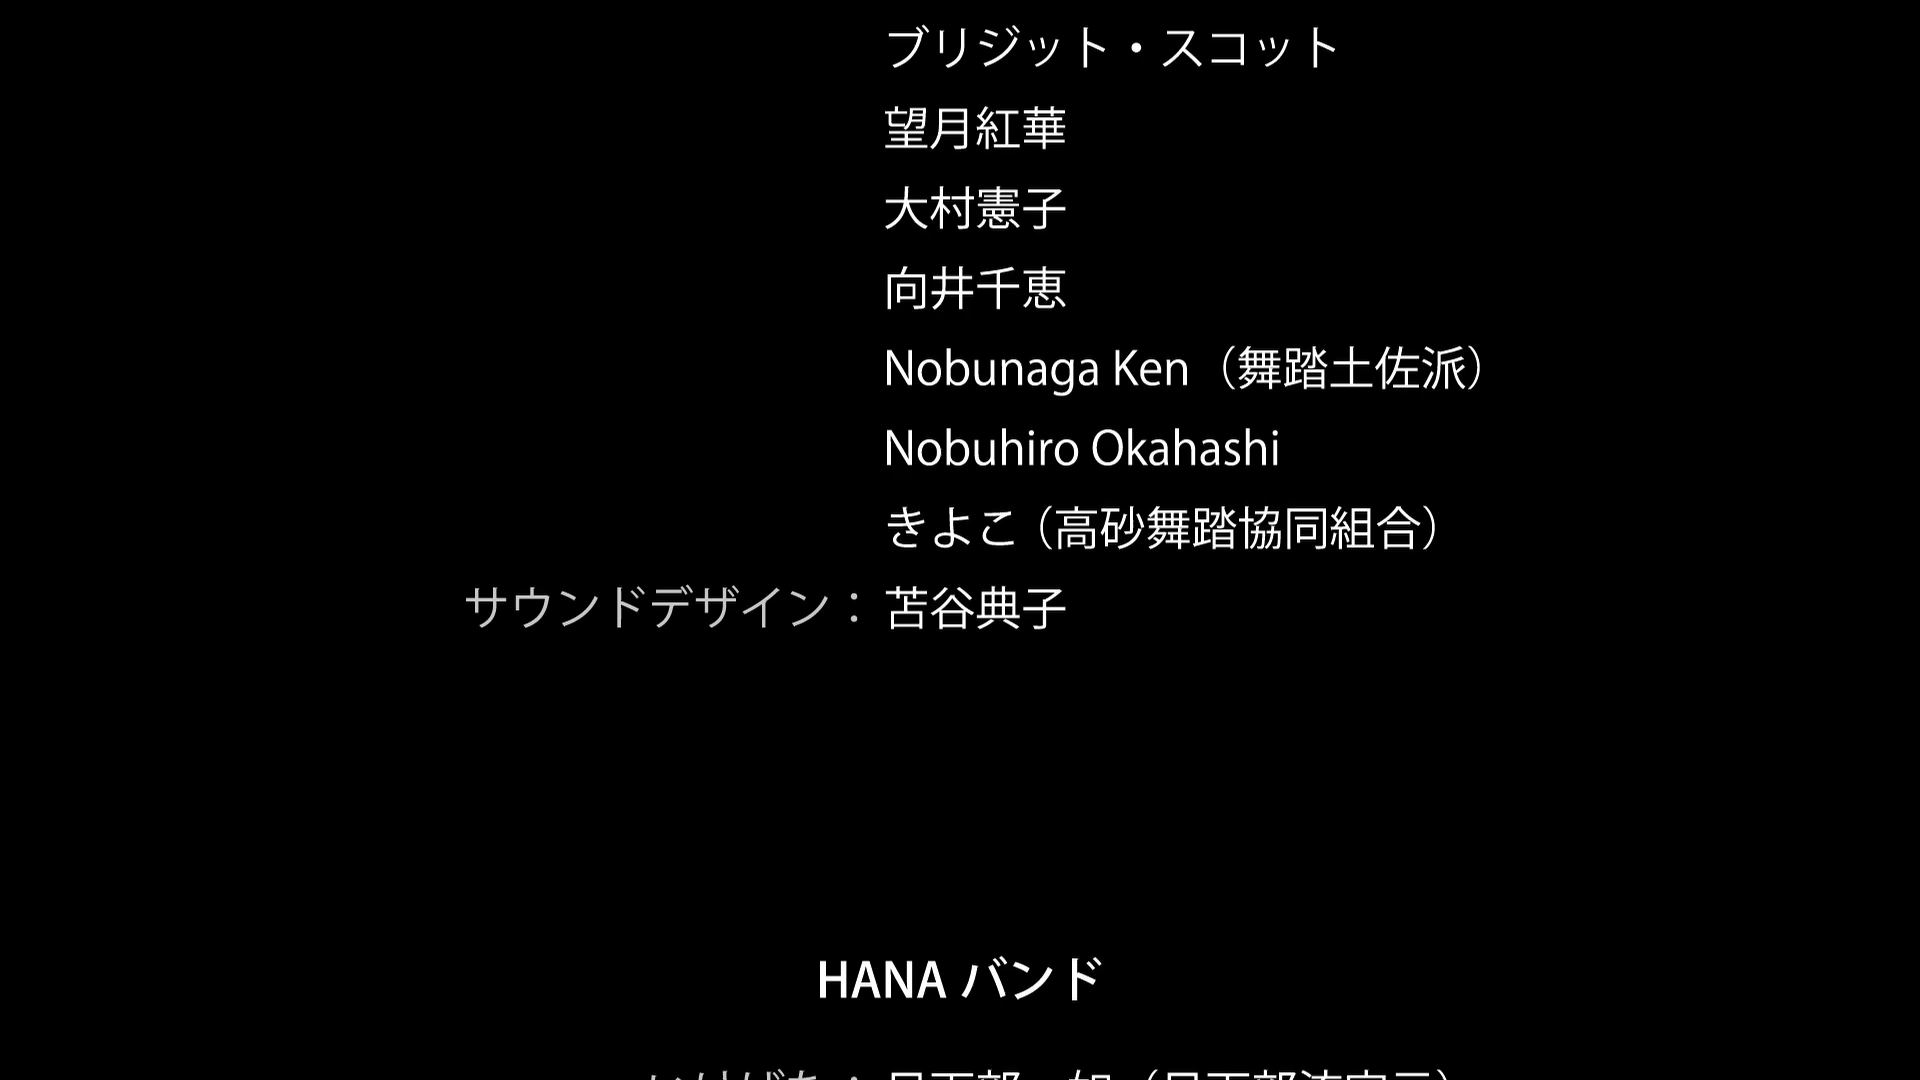 ブリジット・スコット
望月紅華
大村憲子
向井千恵
Nobunaga Ken（舞踏土佐派）
Nobuhiro Okahashi
きよこ（高砂舞踏協同組合）
サウンドデザイン： 苫谷典子
HANA バンド